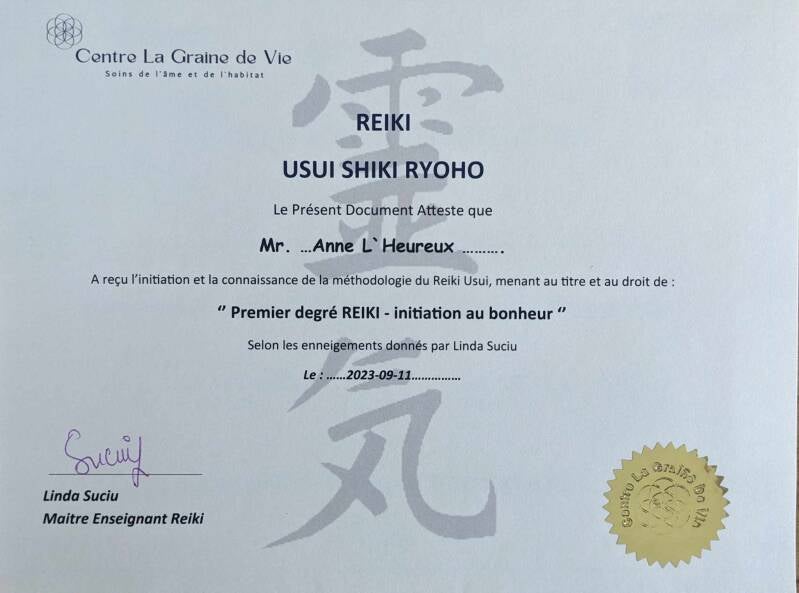 Centre La Graine de Vie
Soins de l'âme et de l'habitat
靈気
REIKI
USUI SHIKI RYOHO
Le Présent Document Atteste que
Mr. …Anne L`Heureux ……….
A reçu l'initiation et la connaissance de la méthodologie du Reiki Usui, menant au titre et au droit de :
“ Premier degré REIKI - initiation au bonheur “
Selon les enneigements donnés par Linda Suciu
Le : ……2023-09-11……………
Suciu
Linda Suciu
Maitre Enseignant Reiki
Centre La Graine De Vie